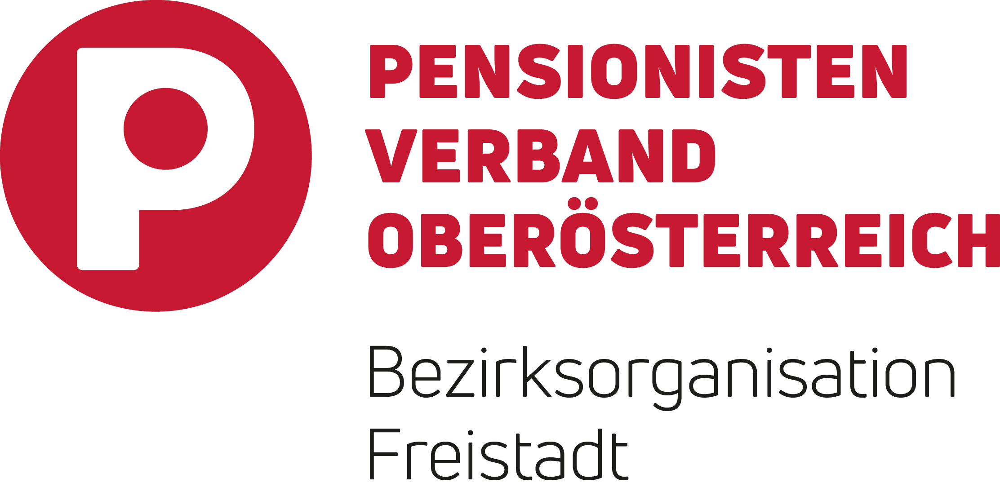 P
PENSIONISTEN
VERBAND
OBERÖSTERREICH
Bezirksorganisation
Freistadt